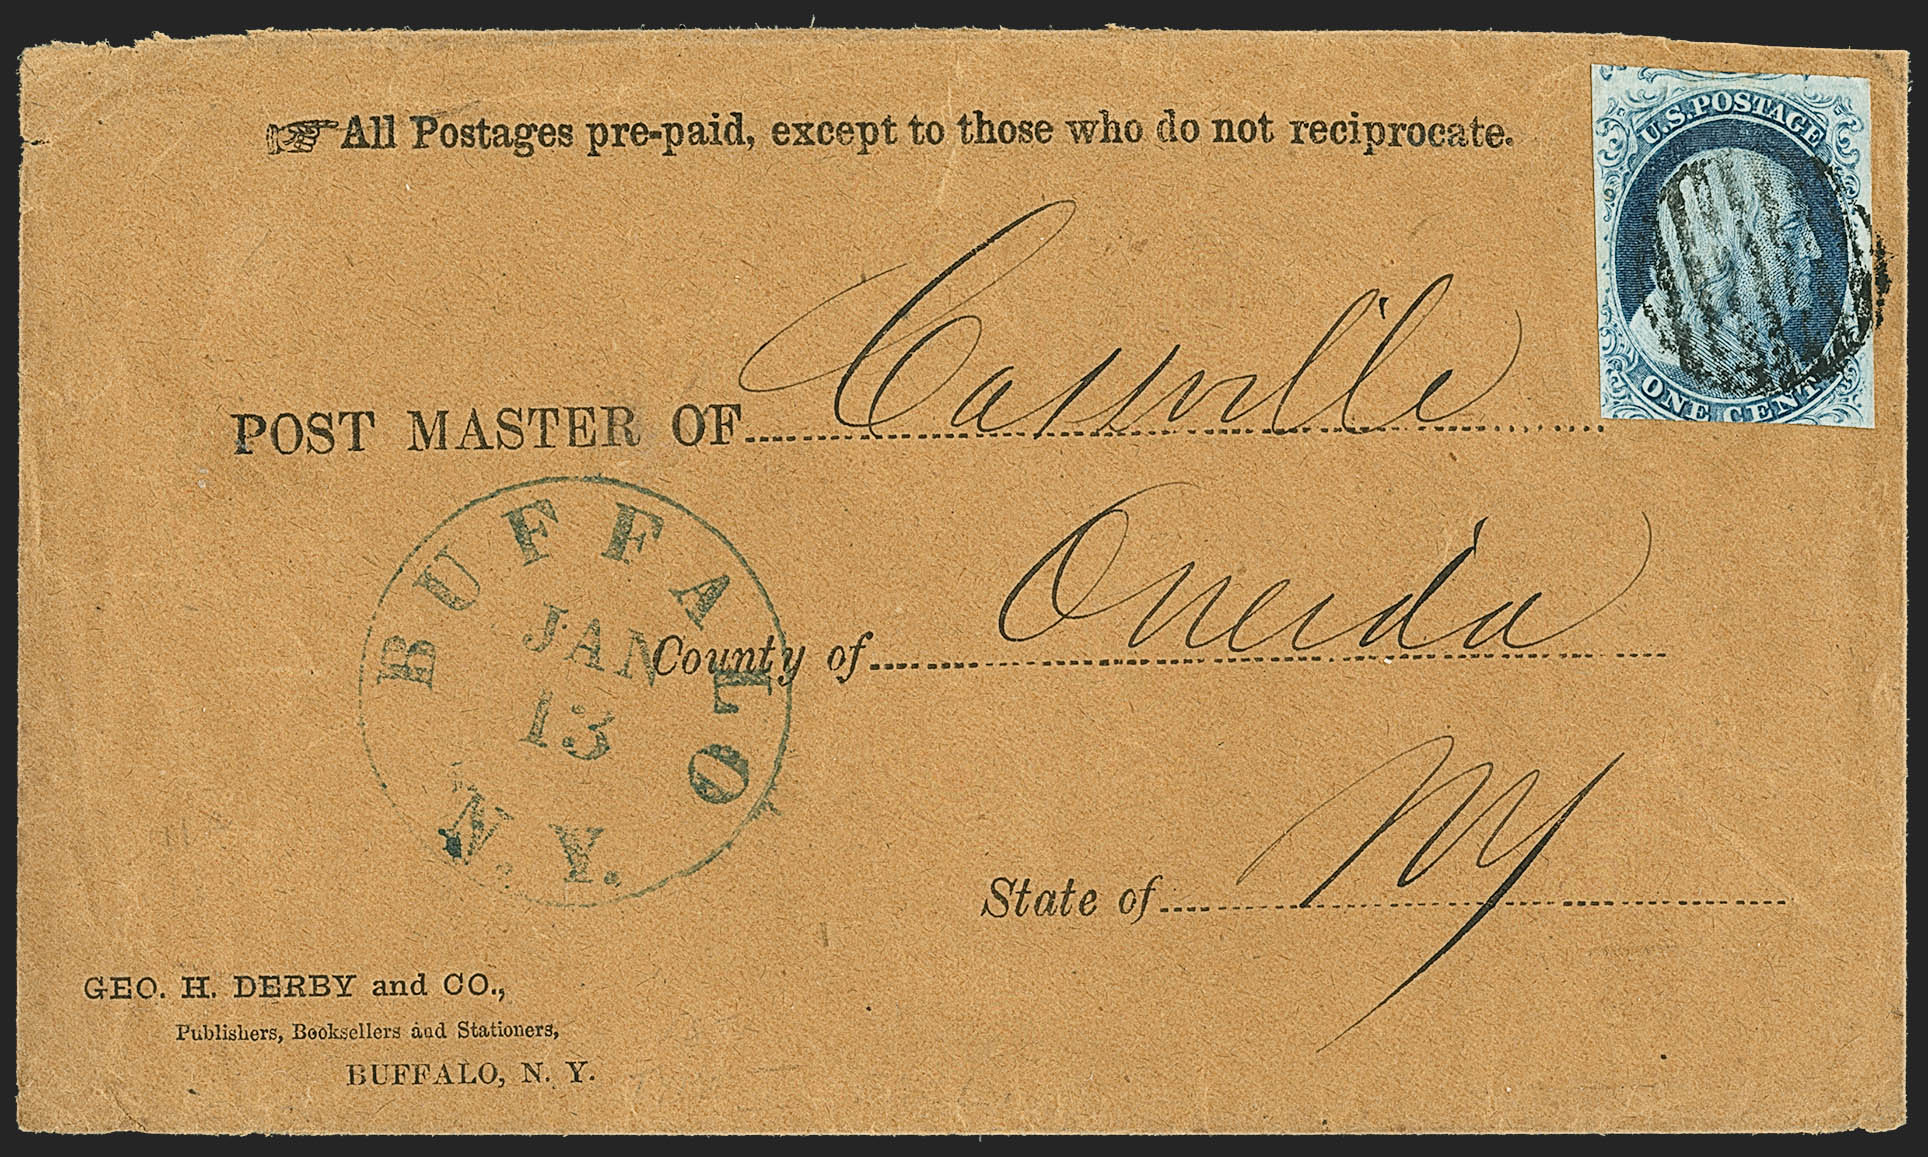 ☞All Postages pre-paid, except to those who do not reciprocate.
U.S. POSTAGE
ONE CENT
POST MASTER OF Cassville
BUFFALO
JAN
13
N. Y.
County of Oneida
State of NY
GEO. H. DERBY and CO.,
Publishers, Booksellers and Stationers,
BUFFALO, N. Y.